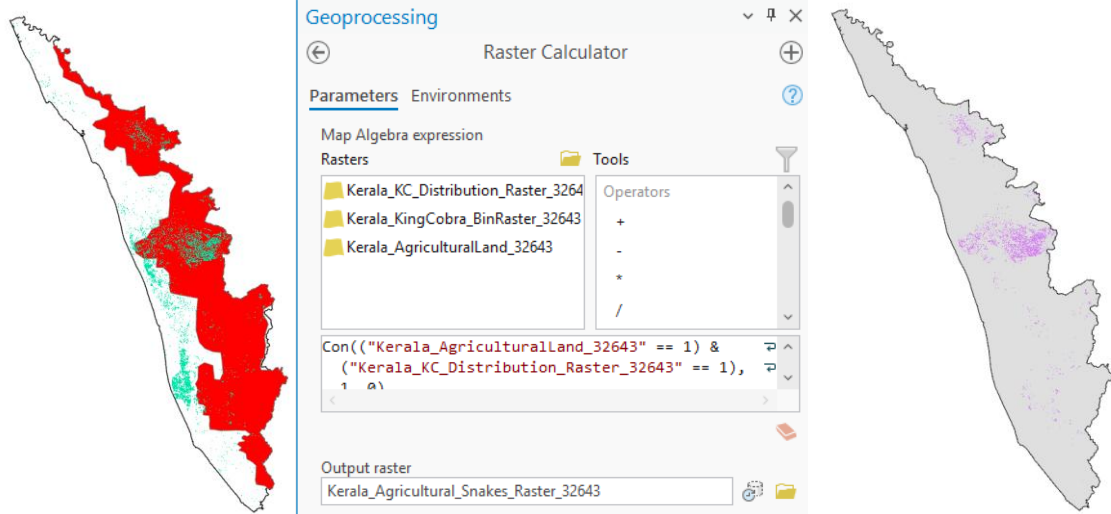 Geoprocessing
Raster Calculator
Parameters Environments
Map Algebra expression
Rasters
Tools
Kerala_KC_Distribution_Raster_3264
Kerala_KingCobra_BinRaster_32643
Kerala_AgriculturalLand_32643
Operators
+
-
*
/
Con(("Kerala_AgriculturalLand_32643" == 1) &
("Kerala_KC_Distribution_Raster_32643" == 1),
1, 0)
Output raster
Kerala_Agricultural_Snakes_Raster_32643